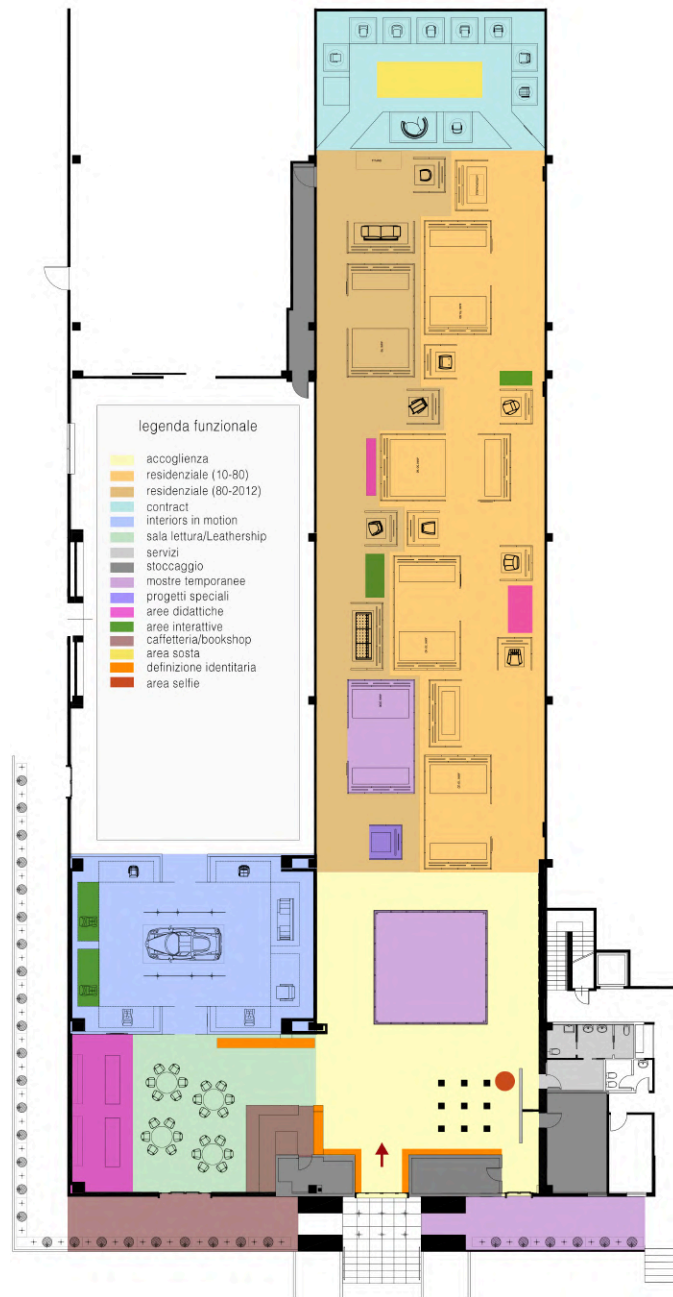 legenda funzionale
accoglienza
residenziale (10-80)
residenziale (80-2012)
contract
interiors in motion
sala lettura/Leathership
servizi
stoccaggio
mostre temporanee
progetti speciali
aree didattiche
aree interattive
caffetteria/bookshop
area sosta
definizione identitaria
area selfie